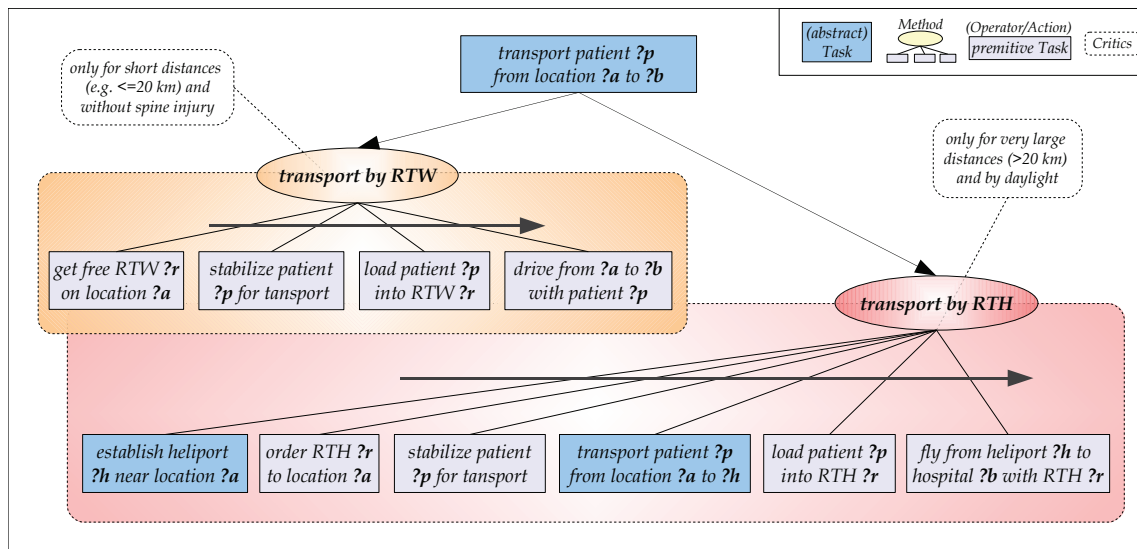 (abstract)
Task
Method
(Operator/Action)
premitive Task
Critics
transport patient ?p
from location ?a to ?b
only for short distances
(e.g. <=20 km) and
without spine injury
only for very large
distances (>20 km)
and by daylight
transport by RTW
get free RTW ?r
on location ?a
stabilize patient
?p for tansport
load patient ?p
into RTW ?r
drive from ?a to ?b
with patient ?p
transport by RTH
establish heliport
?h near location ?a
order RTH ?r
to location ?a
stabilize patient
?p for tansport
transport patient ?p
from location ?a to ?h
load patient ?p
into RTH ?r
fly from heliport ?h to
hospital ?b with RTH ?r